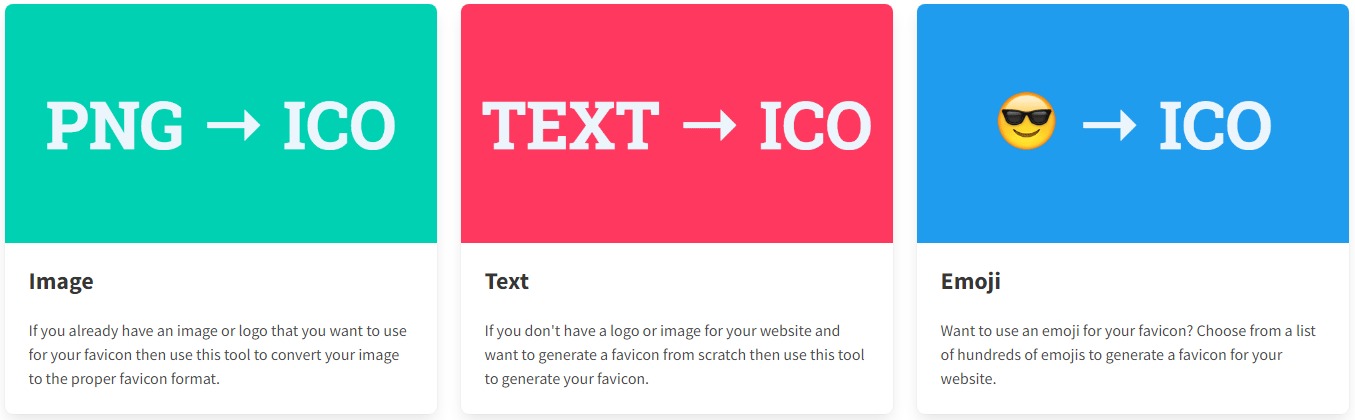 PNG → ICO
Image
If you already have an image or logo that you want to use
for your favicon then use this tool to convert your image
to the proper favicon format.
TEXT → ICO
Text
If you don't have a logo or image for your website and
want to generate a favicon from scratch then use this tool
to generate your favicon.
😎 → ICO
Emoji
Want to use an emoji for your favicon? Choose from a list
of hundreds of emojis to generate a favicon for your
website.